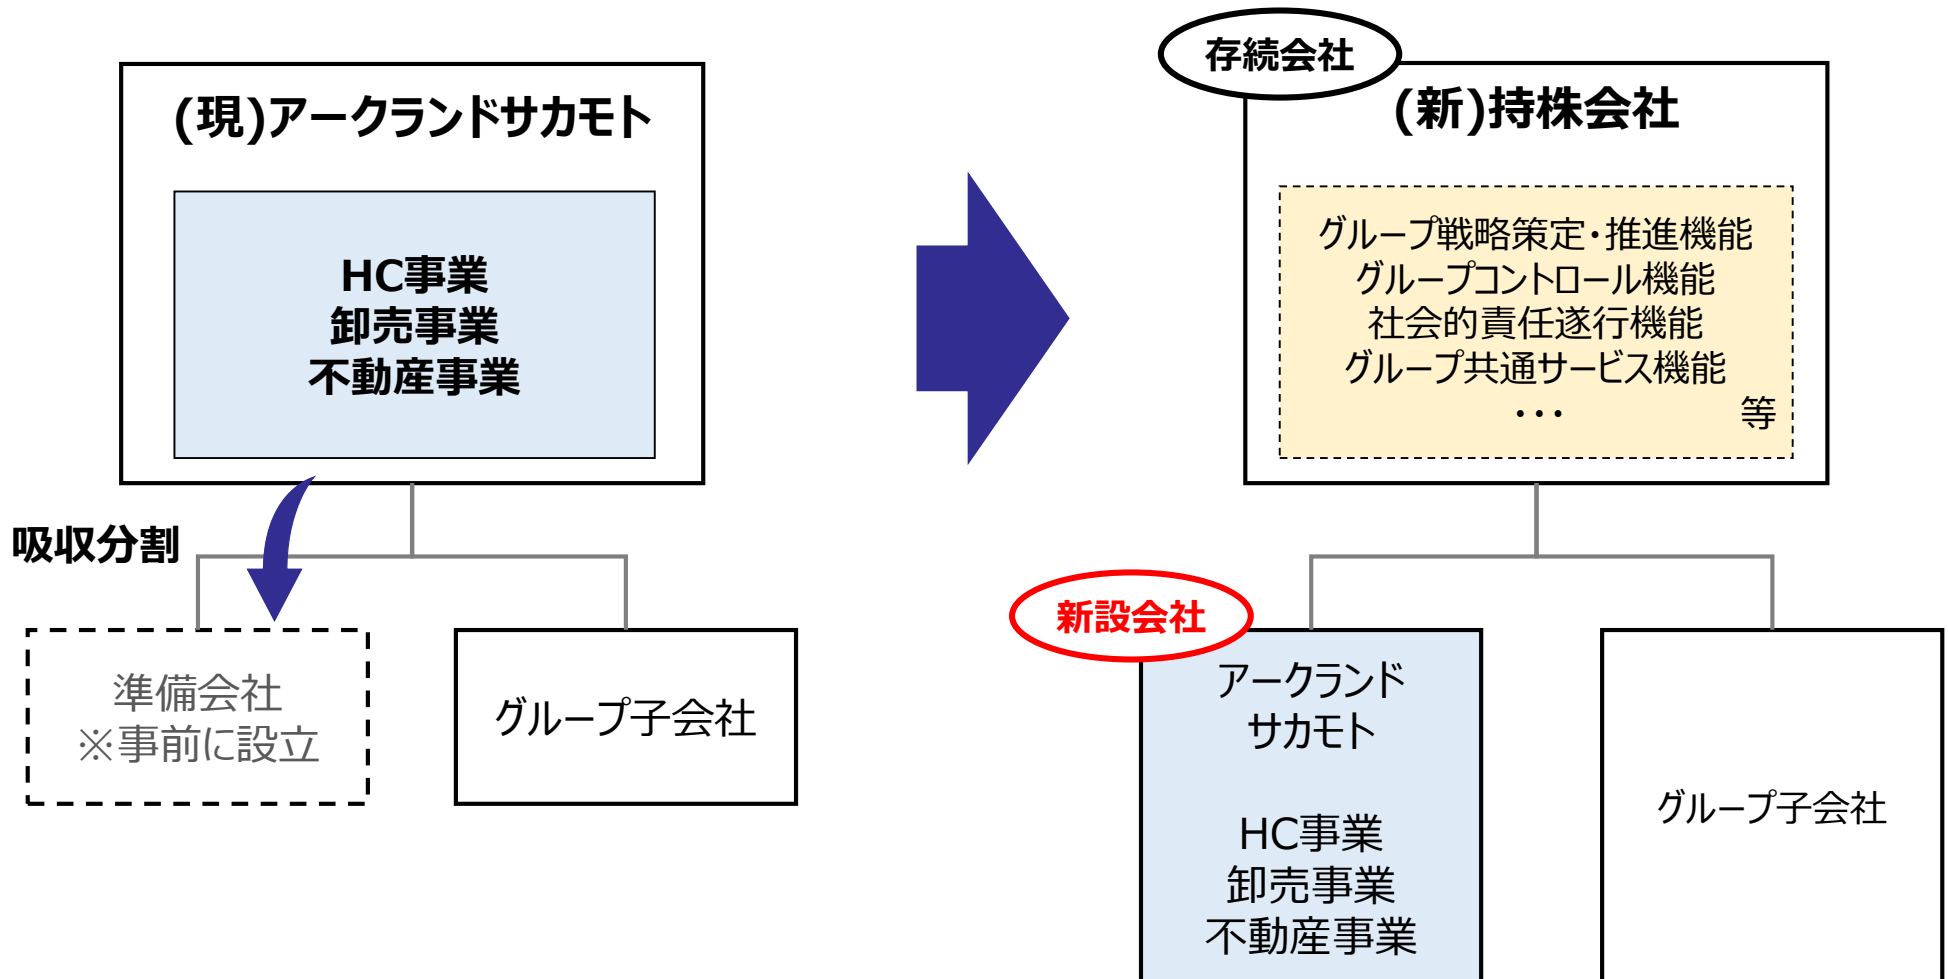 (現)アークランドサカモト
HC事業
卸売事業
不動産事業
吸収分割
準備会社
※事前に設立
グループ子会社
存続会社
(新)持株会社
グループ戦略策定・推進機能
グループコントロール機能
社会的責任遂行機能
グループ共通サービス機能
・・・ 等
新設会社
アークランド
サカモト
HC事業
卸売事業
不動産事業
グループ子会社